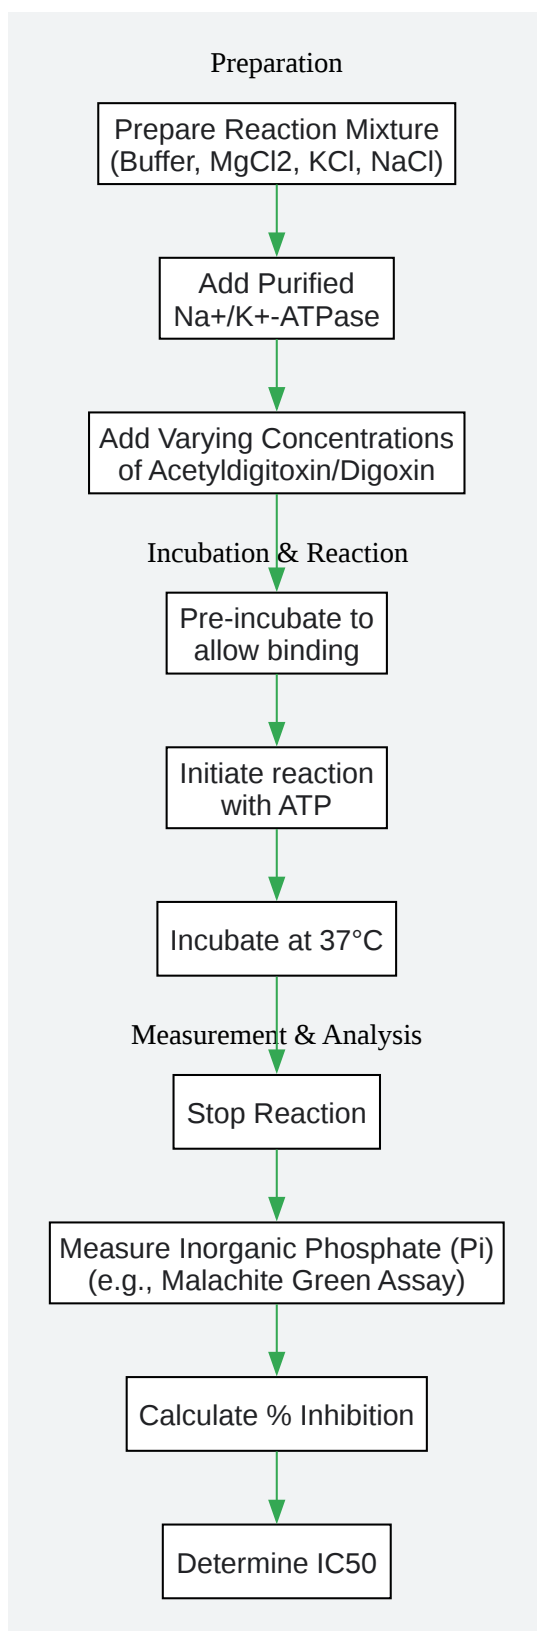 Preparation
Prepare Reaction Mixture
(Buffer, MgCl2, KCl, NaCl)
Add Purified
Na+/K+-ATPase
Add Varying Concentrations
of Acetyldigitoxin/Digoxin
Incubation & Reaction
Pre-incubate to
allow binding
Initiate reaction
with ATP
Incubate at 37°C
Measurement & Analysis
Stop Reaction
Measure Inorganic Phosphate (Pi)
(e.g., Malachite Green Assay)
Calculate % Inhibition
Determine IC50